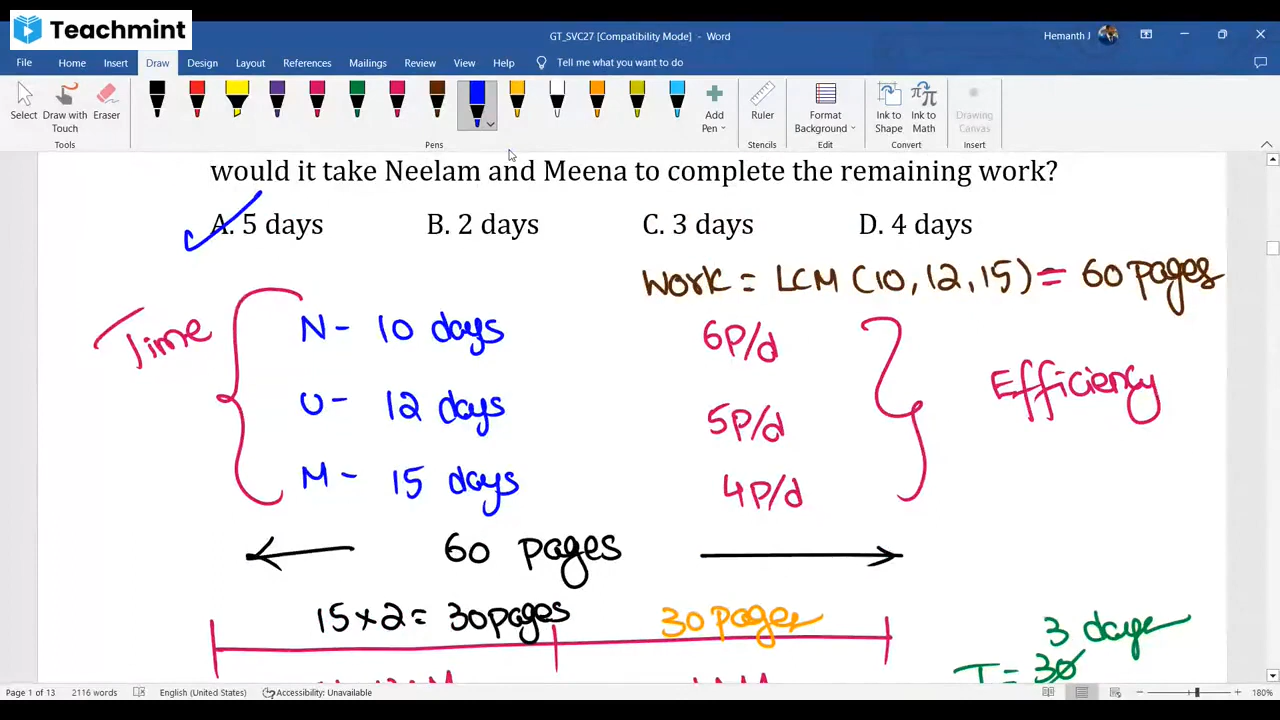 Teachmint
GT_SVC27 [Compatibility Mode] - Word
Hemanth J
File Home Insert Draw Design Layout References Mailings Review View Help Tell me what you want to do
Select
Draw with Touch
Eraser
Add Pen
Ruler
Format Background
Ink to Shape
Ink to Math
Drawing Canvas
Tools Pens Stencils Convert Insert
would it take Neelam and Meena to complete the remaining work?
A. 5 days B. 2 days C. 3 days D. 4 days
Work = LCM (10, 12, 15) = 60 pages
Time
N - 10 days 6P/d
U - 12 days 5P/d
M - 15 days 4P/d
Efficiency
60 pages
15 x 2 = 30 pages 30 pages
3 days
T = 30
Page 1 of 13 2116 words English (United States) Accessibility: Unavailable 180%